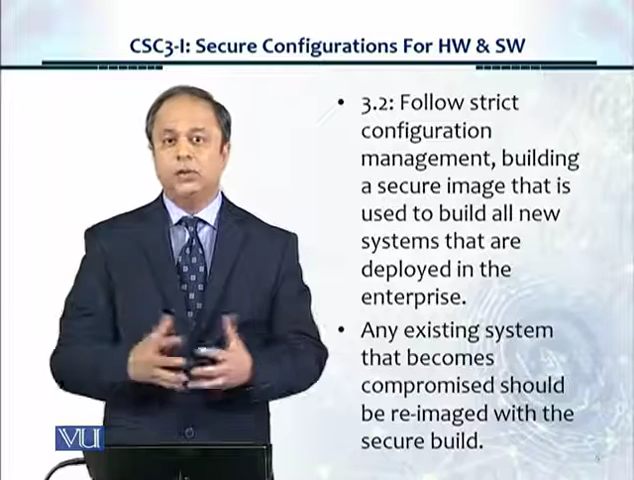 CSC3-I: Secure Configurations For HW & SW
• 3.2: Follow strict
configuration
management, building
a secure image that is
used to build all new
systems that are
deployed in the
enterprise.
• Any existing system
that becomes
compromised should
be re-imaged with the
secure build.
VU